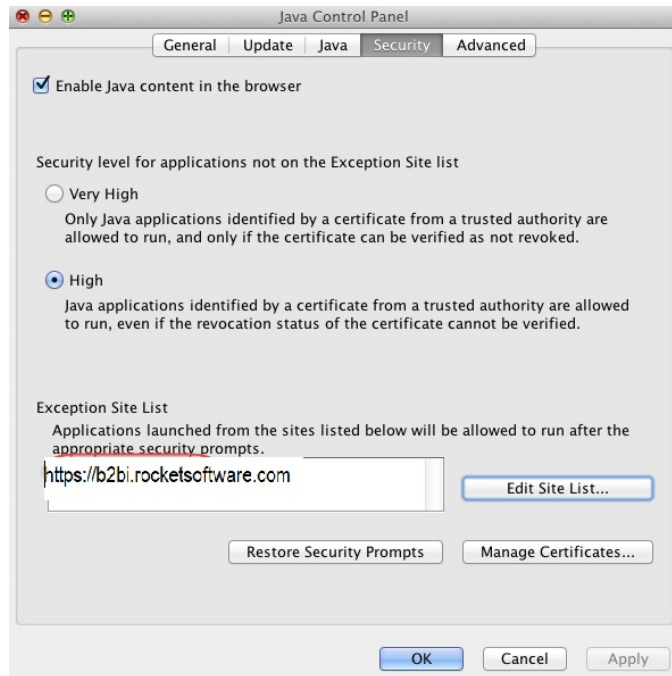 Java Control Panel
General Update Java Security Advanced
Enable Java content in the browser
Security level for applications not on the Exception Site list
Very High
Only Java applications identified by a certificate from a trusted authority are
allowed to run, and only if the certificate can be verified as not revoked.
High
Java applications identified by a certificate from a trusted authority are allowed
to run, even if the revocation status of the certificate cannot be verified.
Exception Site List
Applications launched from the sites listed below will be allowed to run after the
appropriate security prompts.
https://b2bi.rocketsoftware.com
Edit Site List...
Restore Security Prompts Manage Certificates...
OK Cancel Apply